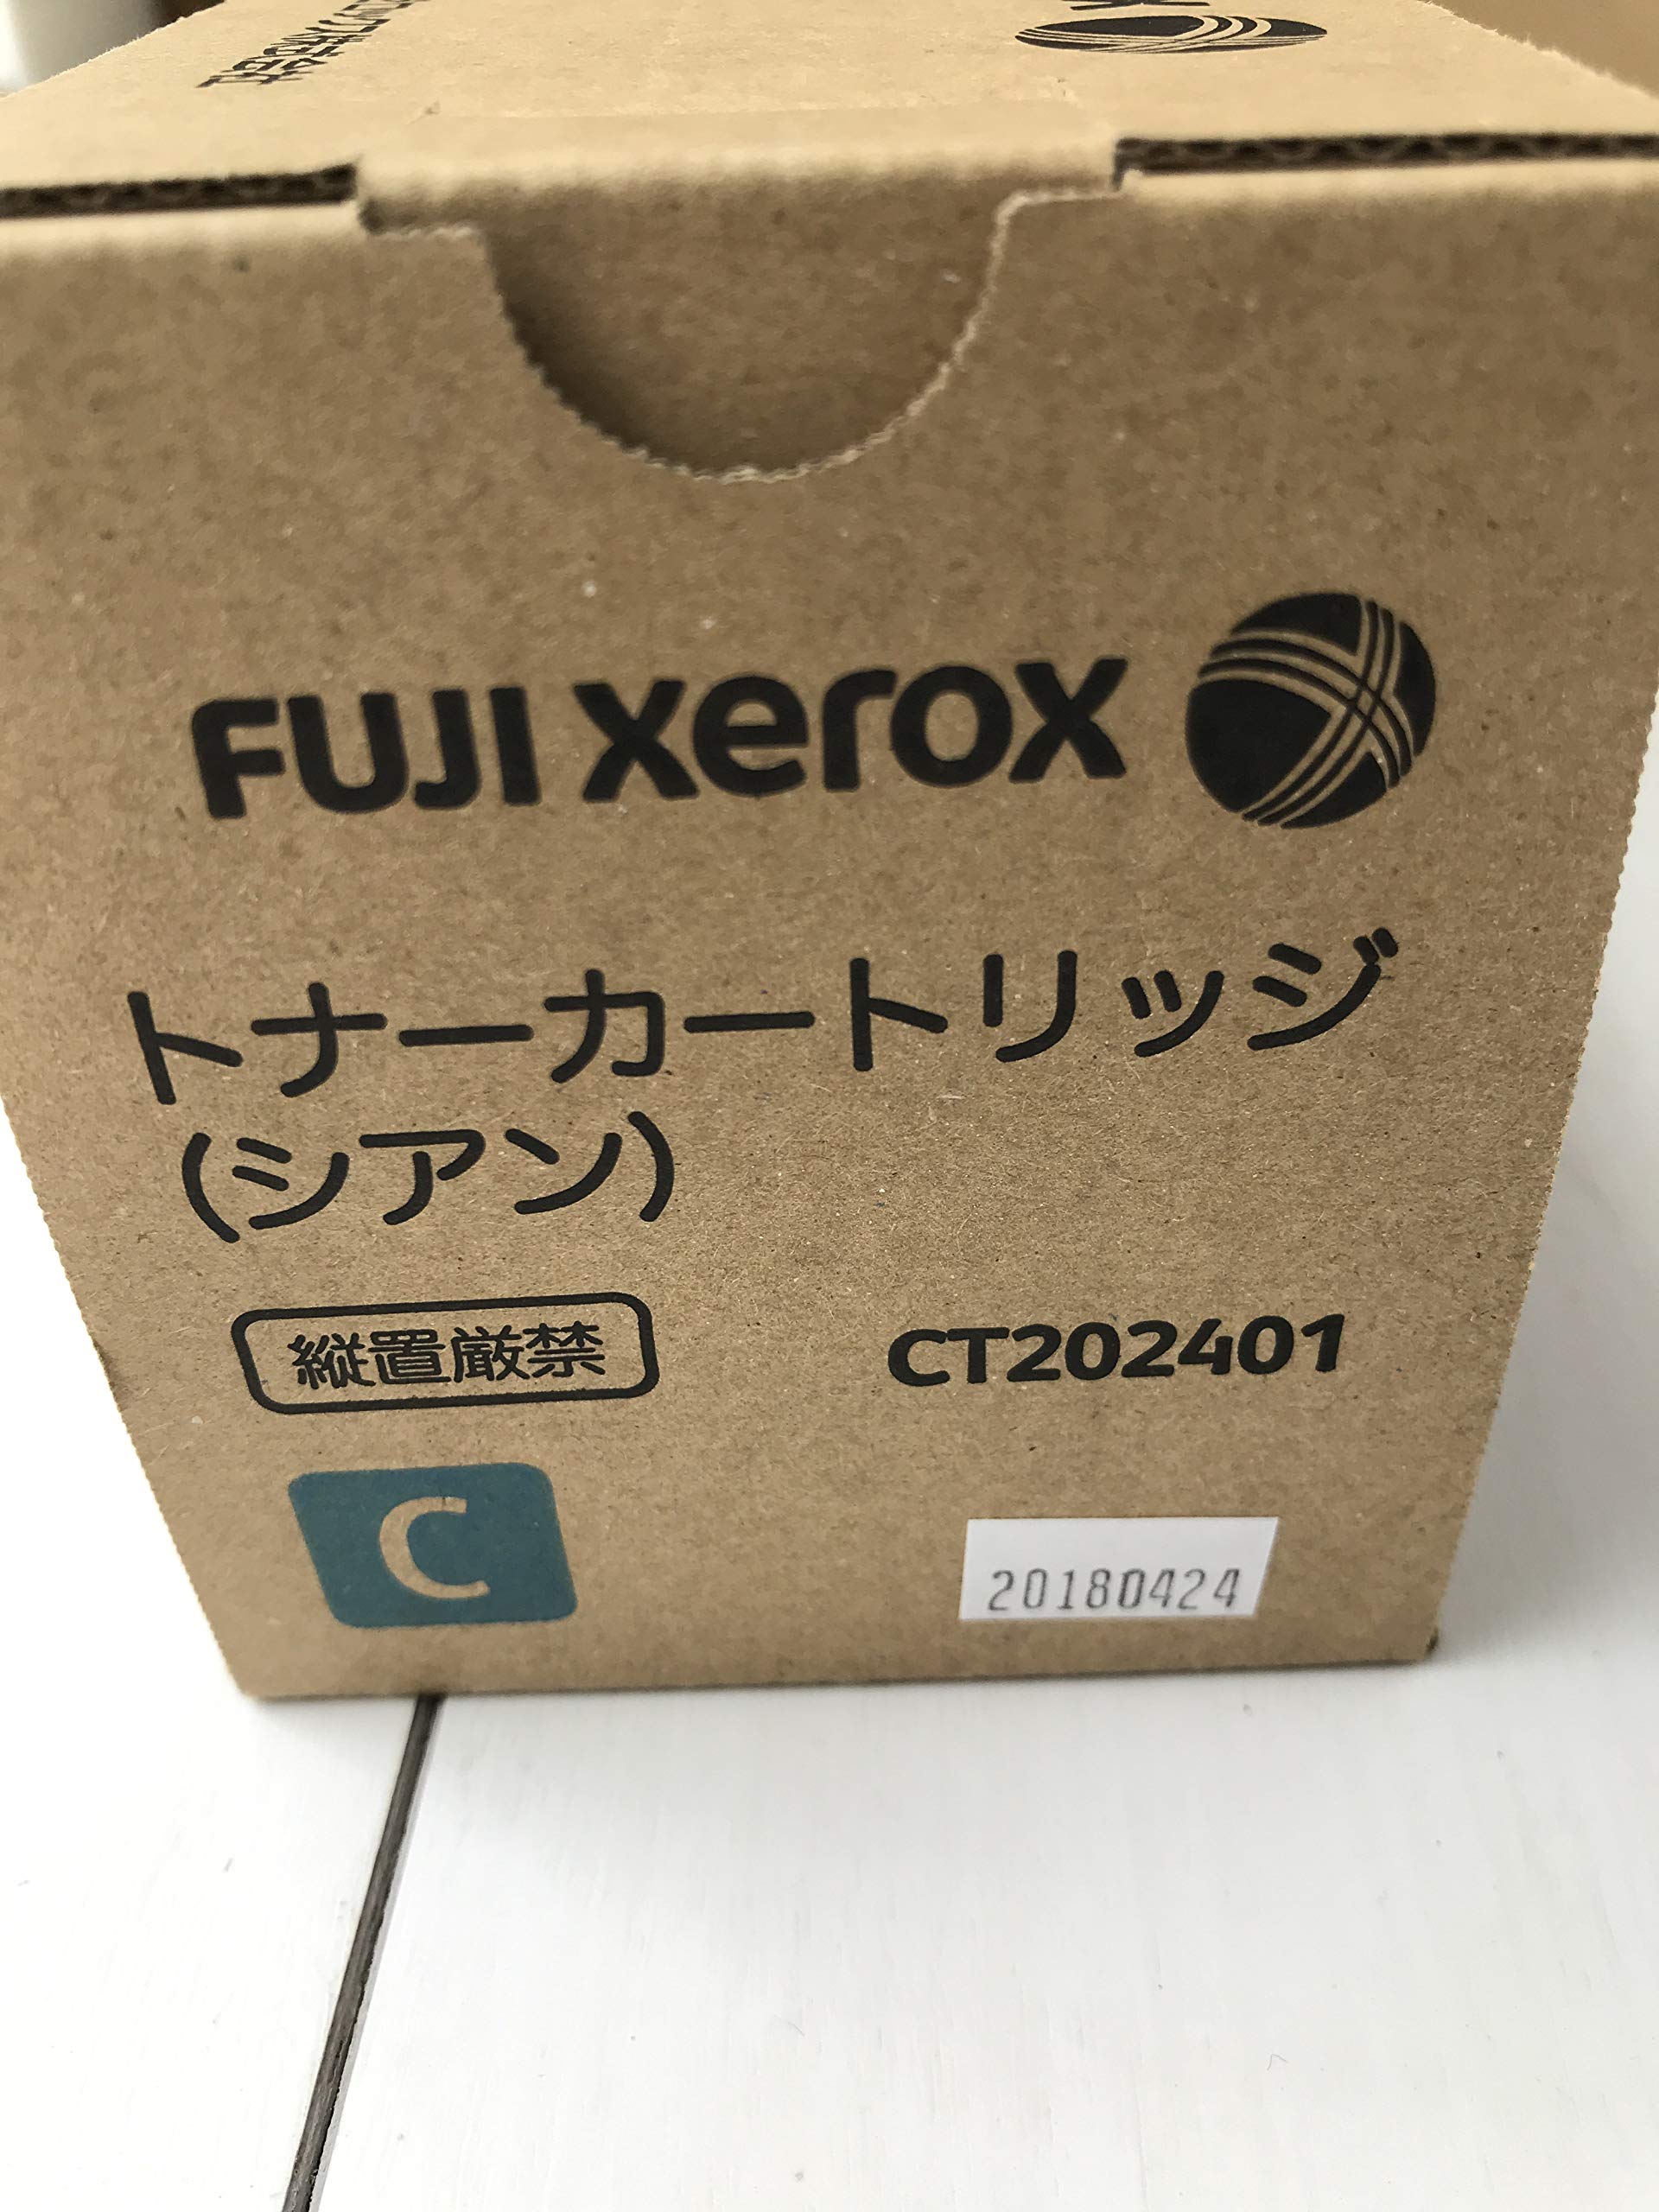 FUJI xerox
トナーカートリッジ
(シアン)
縦置厳禁
CT202401
C
20180424